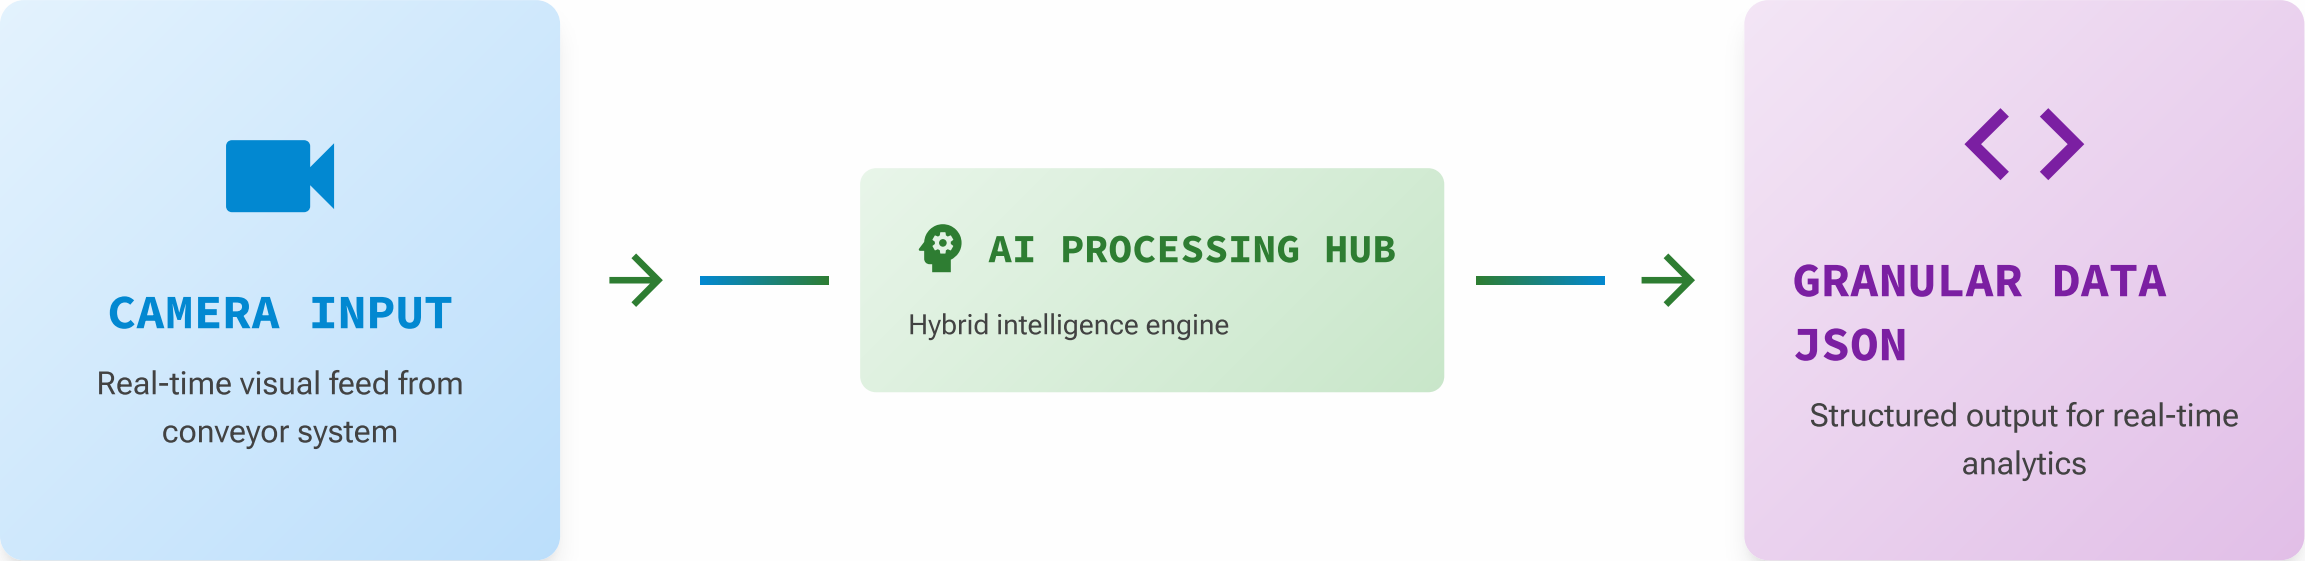 CAMERA INPUT
Real-time visual feed from
conveyor system
AI PROCESSING HUB
Hybrid intelligence engine
GRANULAR DATA
JSON
Structured output for real-time
analytics